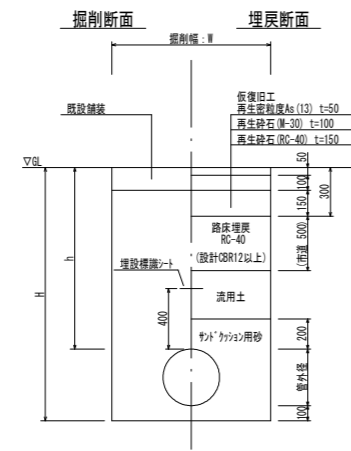 掘削断面
埋戻断面
掘削幅：W
仮復旧工
既設舗装
再生密粒度As(13) t=50
再生砕石(M-30) t=100
再生砕石(RC-40) t=150
▽GL
50
100
150
300
路床埋戻
RC-40
(設計CBR12以上)
(市道 500)
埋設標識ｼｰﾄ
h
H
400
流用土
ｻﾝﾄﾞｸｯｼｮﾝ用砂
200
管外径
100